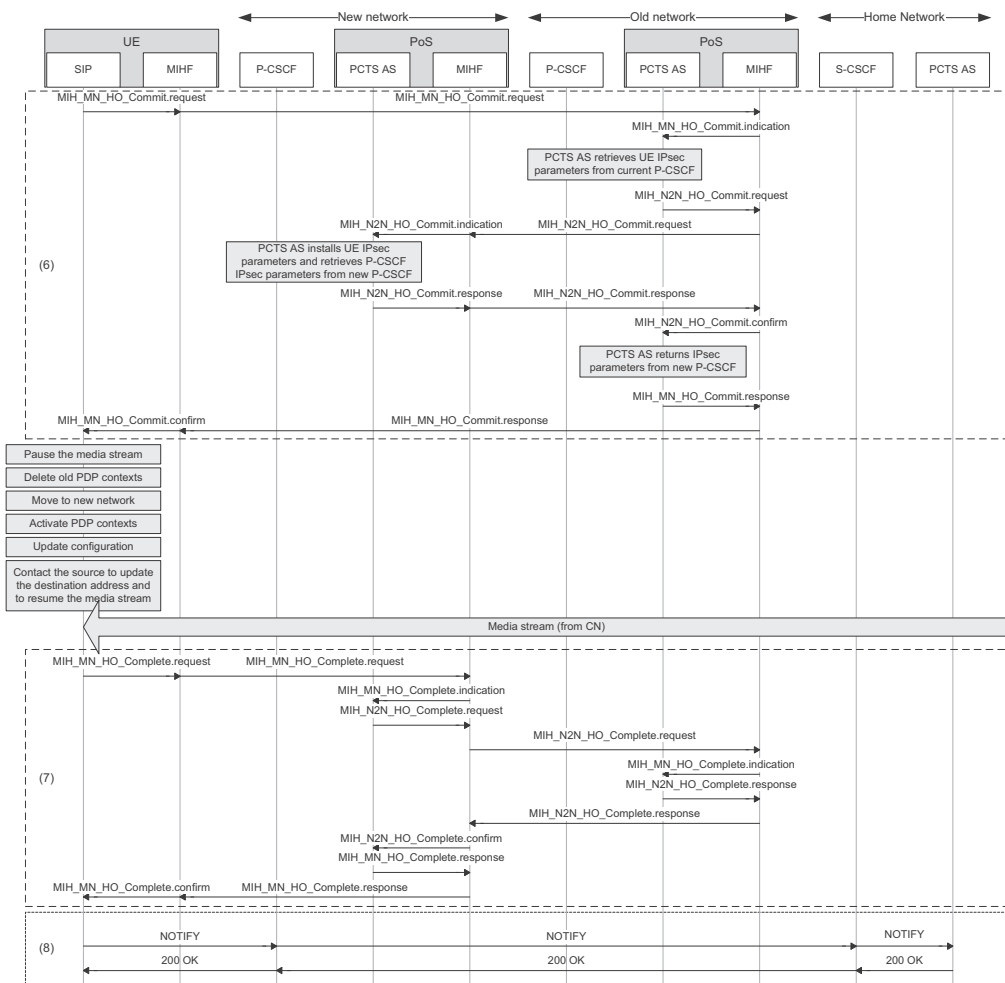 New network
Old network
Home Network
UE
PoS
PoS
SIP
MIHF
P-CSCF
PCTS AS
MIHF
P-CSCF
PCTS AS
MIHF
S-CSCF
PCTS AS
MIH_MN_HO_Commit.request
MIH_MN_HO_Commit.request
MIH_MN_HO_Commit.indication
PCTS AS retrieves UE IPsec
parameters from current P-CSCF
MIH_N2N_HO_Commit.request
MIH_N2N_HO_Commit.indication
MIH_N2N_HO_Commit.request
PCTS AS installs UE IPsec
parameters and retrieves P-CSCF
IPsec parameters from new P-CSCF
(6)
MIH_N2N_HO_Commit.response
MIH_N2N_HO_Commit.response
MIH_N2N_HO_Commit.confirm
PCTS AS returns IPsec
parameters from new P-CSCF
MIH_MN_HO_Commit.response
MIH_MN_HO_Commit.confirm
MIH_MN_HO_Commit.response
Pause the media stream
Delete old PDP contexts
Move to new network
Activate PDP contexts
Update configuration
Contact the source to update
the destination address and
to resume the media stream
Media stream (from CN)
MIH_MN_HO_Complete.request
MIH_MN_HO_Complete.request
MIH_MN_HO_Complete.indication
MIH_N2N_HO_Complete.request
MIH_N2N_HO_Complete.request
MIH_MN_HO_Complete.indication
(7)
MIH_N2N_HO_Complete.response
MIH_N2N_HO_Complete.response
MIH_N2N_HO_Complete.confirm
MIH_MN_HO_Complete.response
MIH_MN_HO_Complete.confirm
MIH_MN_HO_Complete.response
(8)
NOTIFY
NOTIFY
NOTIFY
200 OK
200 OK
200 OK